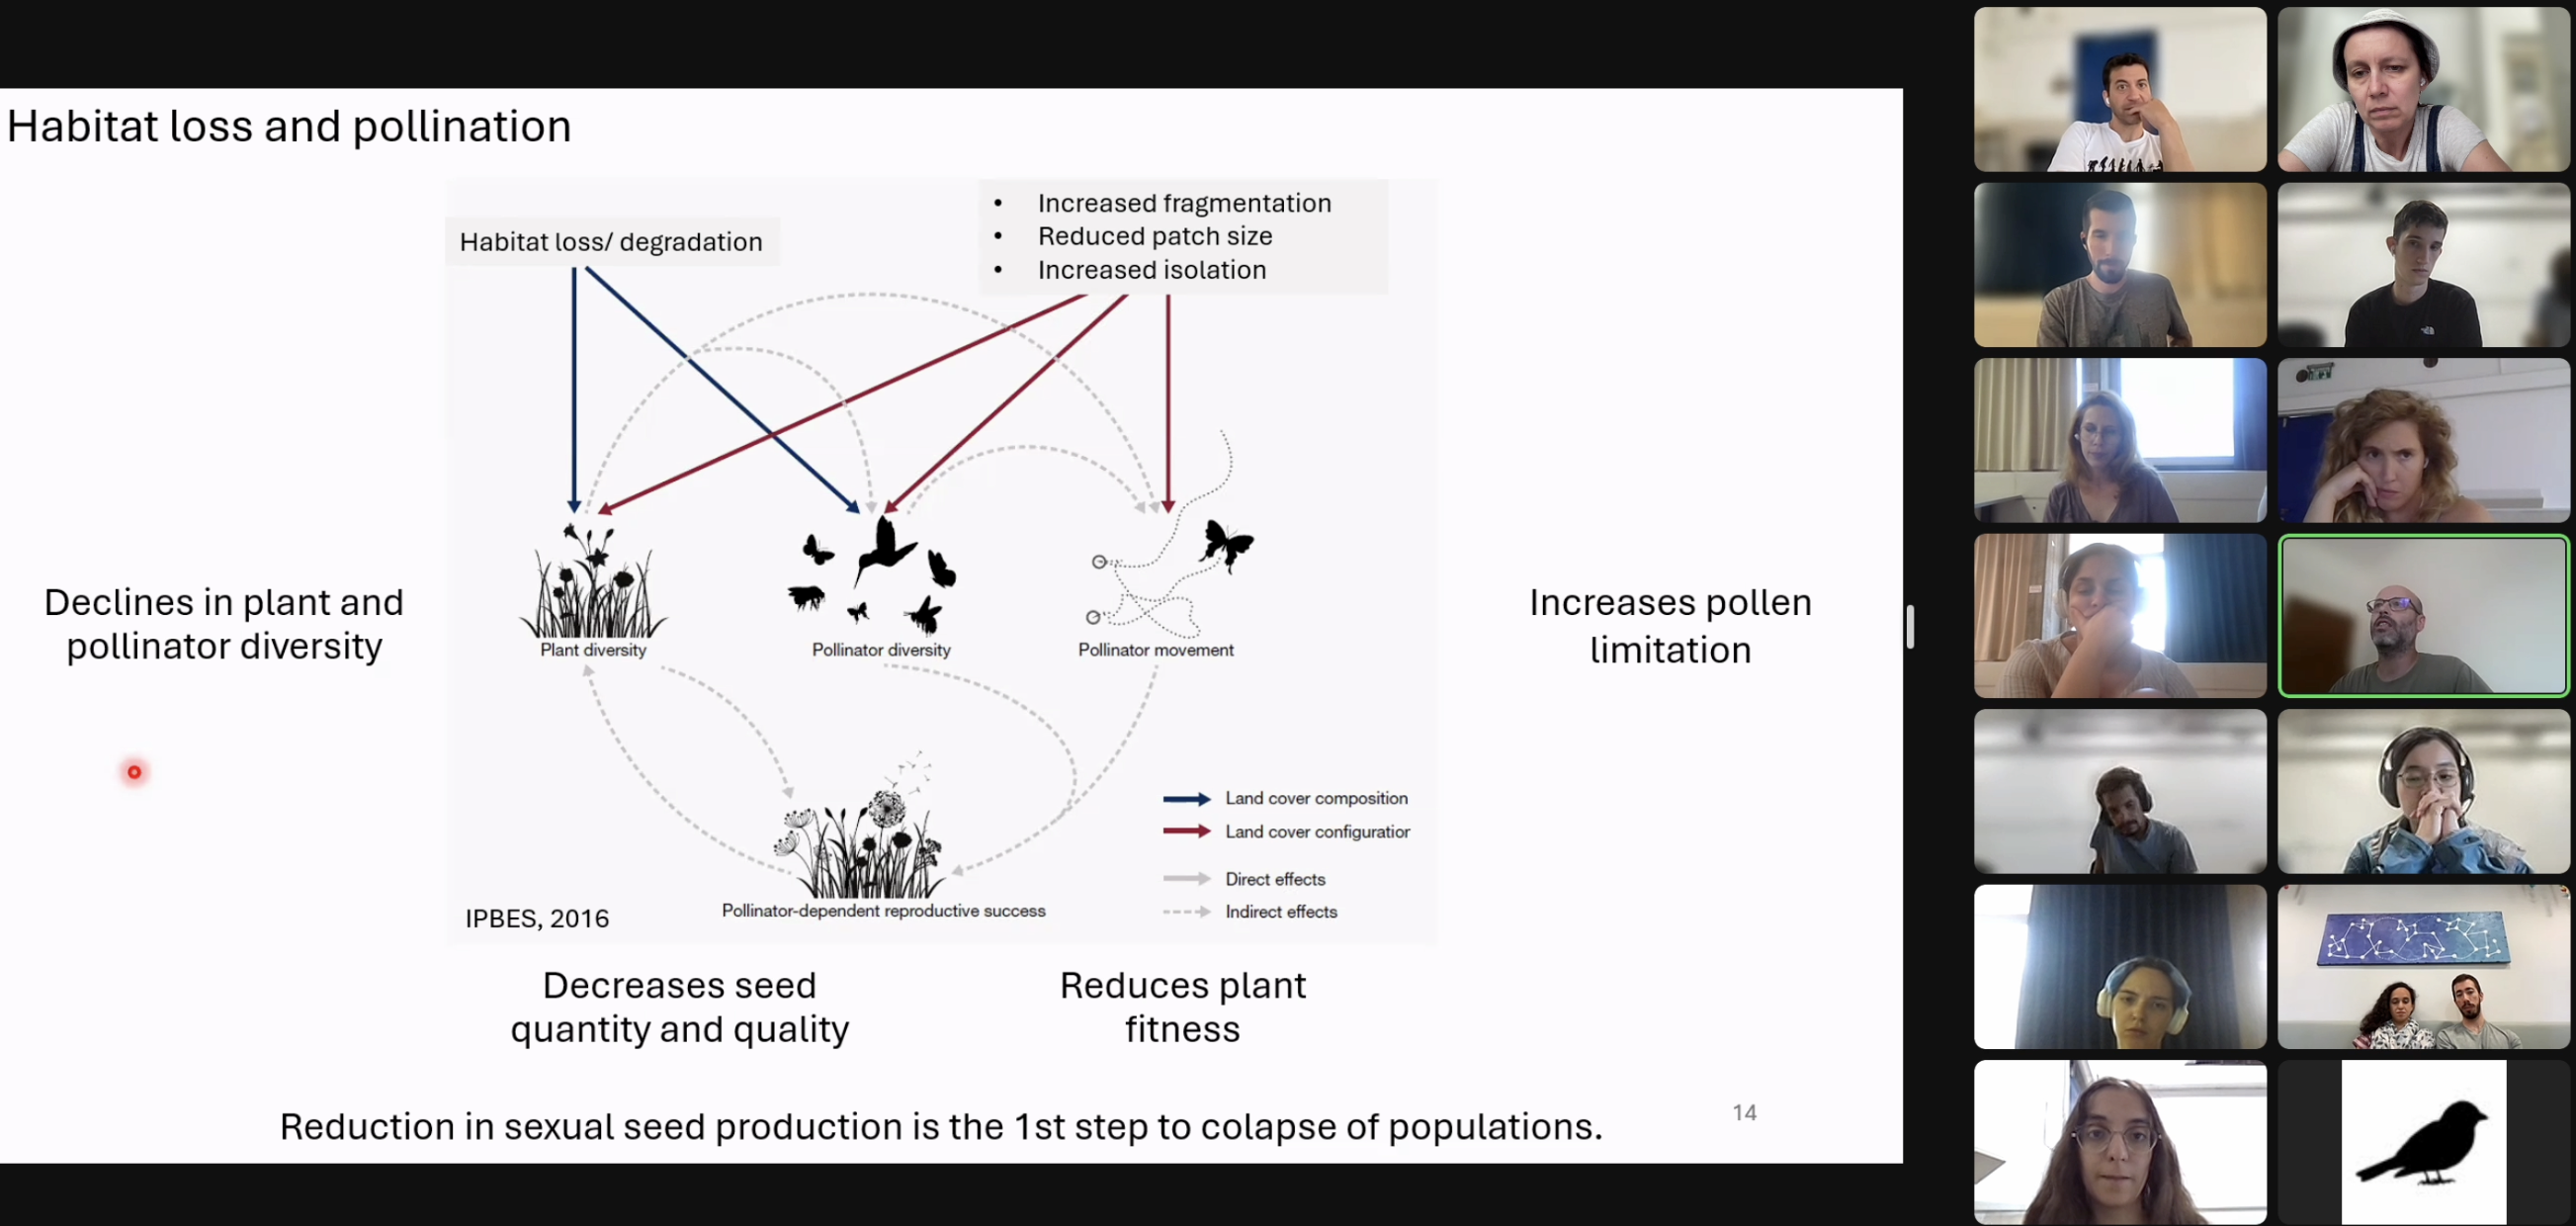 Habitat loss and pollination
Habitat loss/ degradation
• Increased fragmentation
• Reduced patch size
• Increased isolation
Declines in plant and
pollinator diversity
Plant diversity
Pollinator diversity
Pollinator movement
Increases pollen
limitation
Land cover composition
Land cover configuratior
Direct effects
Indirect effects
Pollinator-dependent reproductive success
IPBES, 2016
Decreases seed
quantity and quality
Reduces plant
fitness
Reduction in sexual seed production is the 1st step to colapse of populations.
14